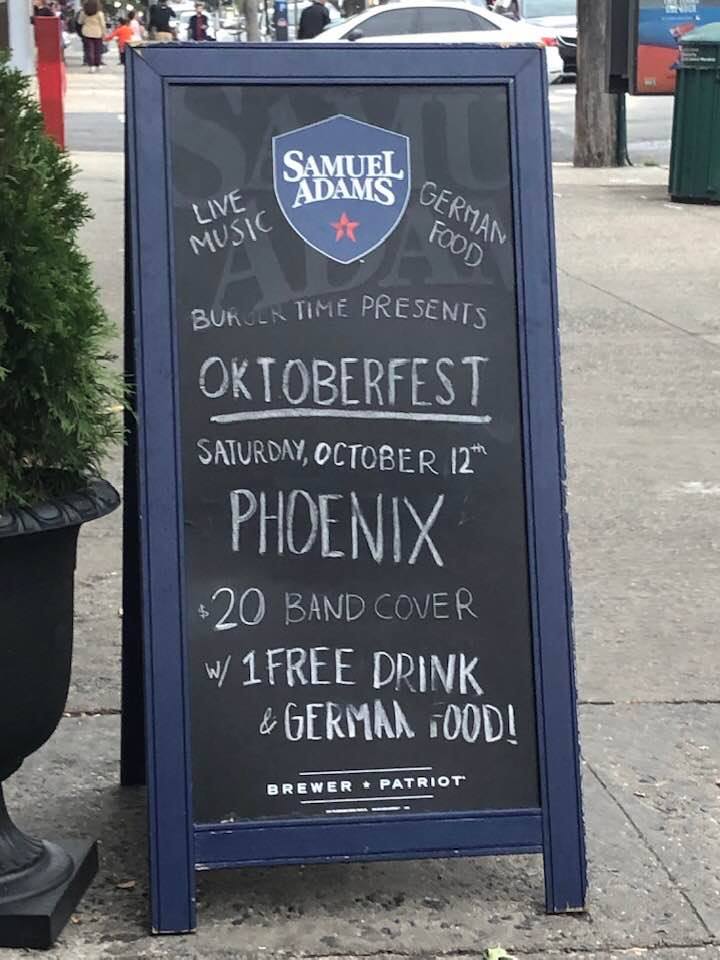 SAMUEL
ADAMS
LIVE
MUSIC
GERMAN
FOOD
BURGER TIME PRESENTS
OKTOBERFEST
SATURDAY, OCTOBER 12th
PHOENIX
$20 BAND COVER
w/ 1 FREE DRINK
& GERMAN FOOD!
BREWER ★ PATRIOT